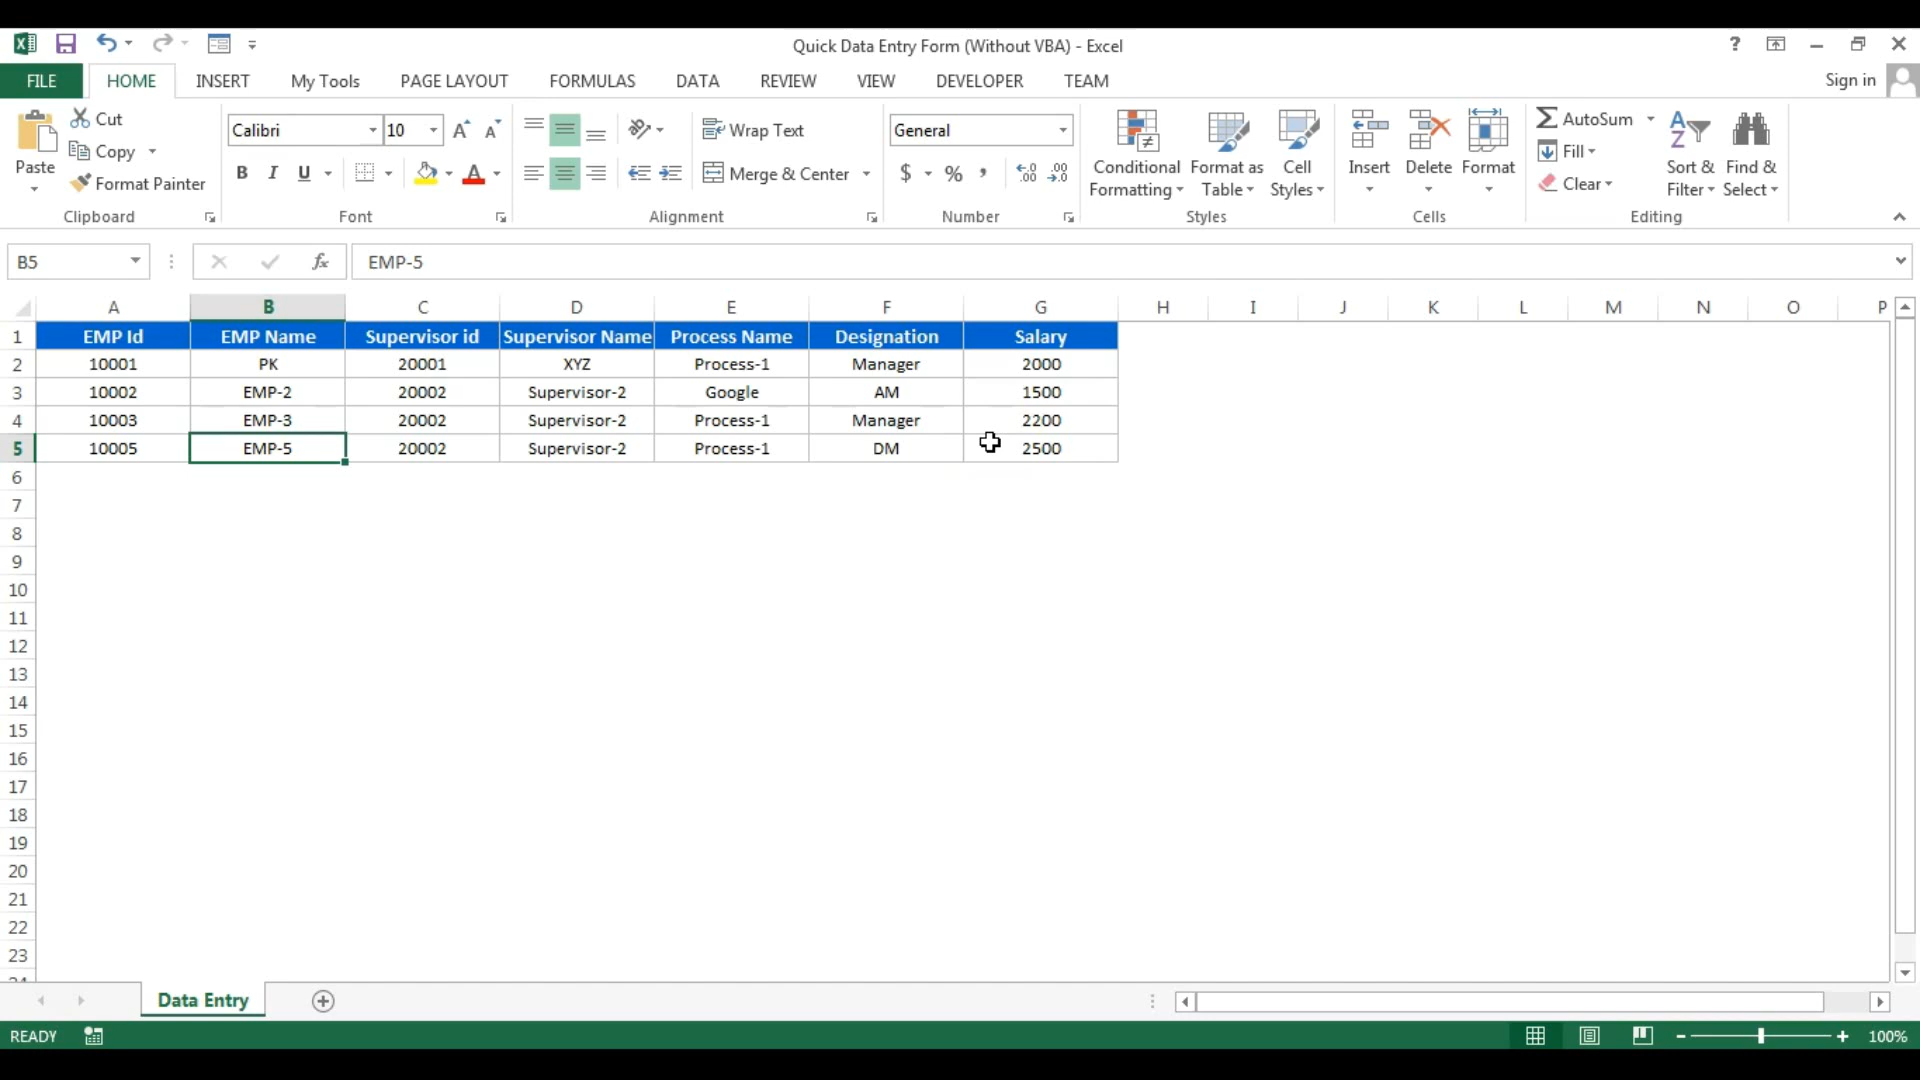 Quick Data Entry Form (Without VBA) - Excel
?
FILE HOME INSERT My Tools PAGE LAYOUT FORMULAS DATA REVIEW VIEW DEVELOPER TEAM Sign in
Paste
Cut
Copy
Format Painter
Clipboard
Calibri 10
B I U A
Font
Wrap Text
Merge & Center
Alignment
General
$ % ,
Number
Conditional Formatting
Format as Table
Cell Styles
Styles
Insert Delete Format
Cells
AutoSum
Fill
Clear
Sort & Filter
Find & Select
Editing
B5 fx EMP-5
A B C D E F G H I J K L M N O P
1 EMP Id EMP Name Supervisor id Supervisor Name Process Name Designation Salary
2 10001 PK 20001 XYZ Process-1 Manager 2000
3 10002 EMP-2 20002 Supervisor-2 Google AM 1500
4 10003 EMP-3 20002 Supervisor-2 Process-1 Manager 2200
5 10005 EMP-5 20002 Supervisor-2 Process-1 DM 2500
6
7
8
9
10
11
12
13
14
15
16
17
18
19
20
21
22
23
Data Entry
READY 100%